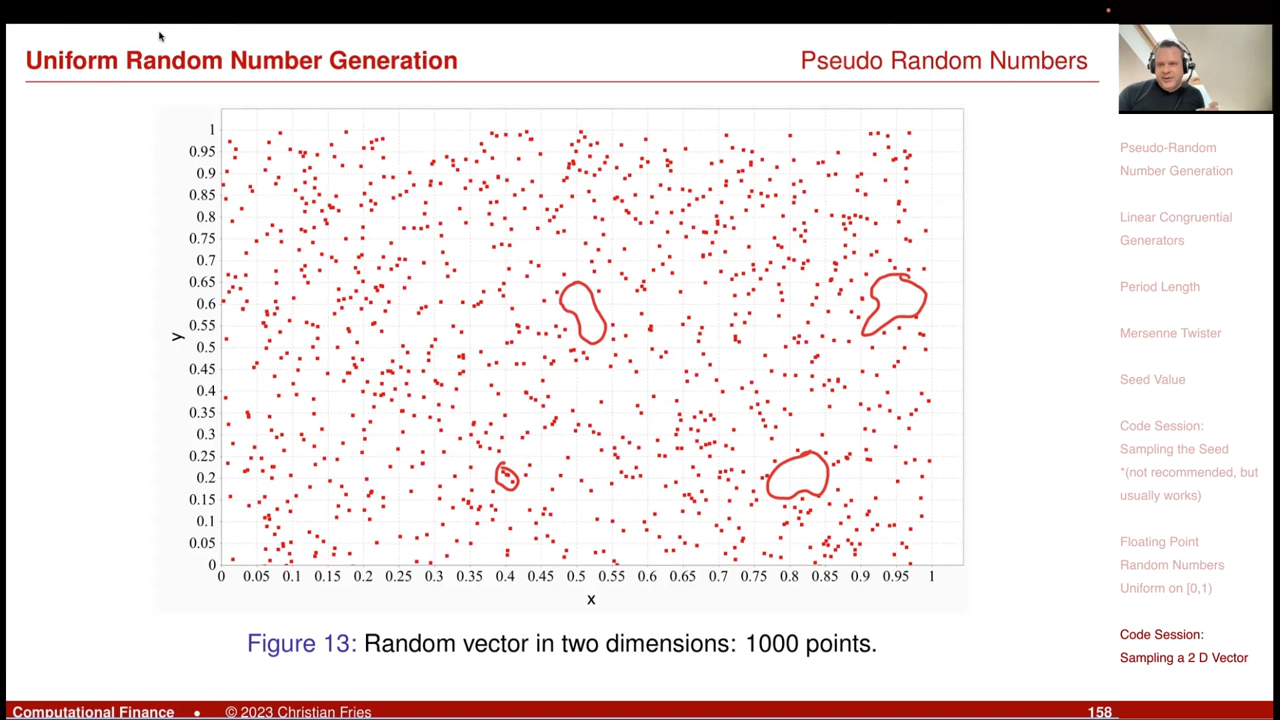 Uniform Random Number Generation
Pseudo Random Numbers
1
0.95
0.9
0.85
0.8
0.75
0.7
0.65
0.6
0.55
0.5
0.45
0.4
0.35
0.3
0.25
0.2
0.15
0.1
0.05
0
y
0 0.05 0.1 0.15 0.2 0.25 0.3 0.35 0.4 0.45 0.5 0.55 0.6 0.65 0.7 0.75 0.8 0.85 0.9 0.95 1
x
Figure 13: Random vector in two dimensions: 1000 points.
Pseudo-Random
Number Generation
Linear Congruential
Generators
Period Length
Mersenne Twister
Seed Value
Code Session:
Sampling the Seed
*(not recommended, but
usually works)
Floating Point
Random Numbers
Uniform on [0,1)
Code Session:
Sampling a 2 D Vector
Computational Finance • © 2023 Christian Fries
158